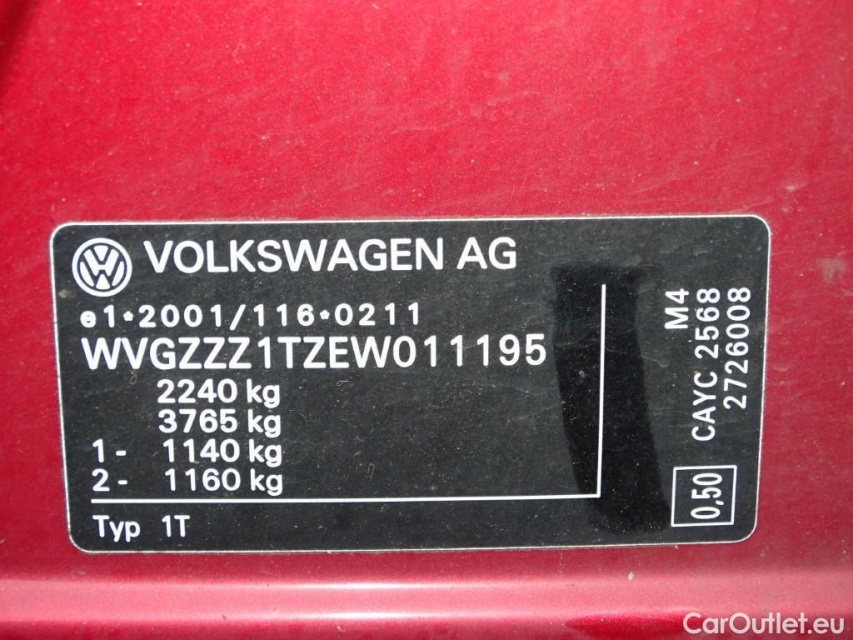 VOLKSWAGEN AG
e1*2001/116*0211
WVGZZZ1TZEW011195
2240 kg
3765 kg
1- 1140 kg
2- 1160 kg
Typ 1T
M4
CAYC 2568
2726008
0,50
CarOutlet.eu